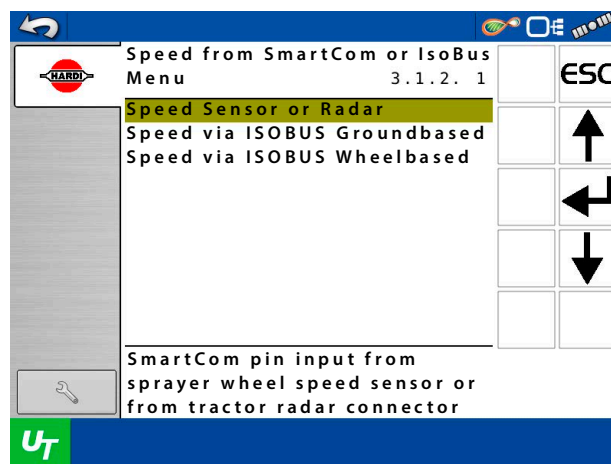 Speed from SmartCom or IsoBus
Menu 3.1.2. 1
HARDI
ESC
Speed Sensor or Radar
Speed via ISOBUS Groundbased
Speed via ISOBUS Wheelbased
SmartCom pin input from
sprayer wheel speed sensor or
from tractor radar connector
UT